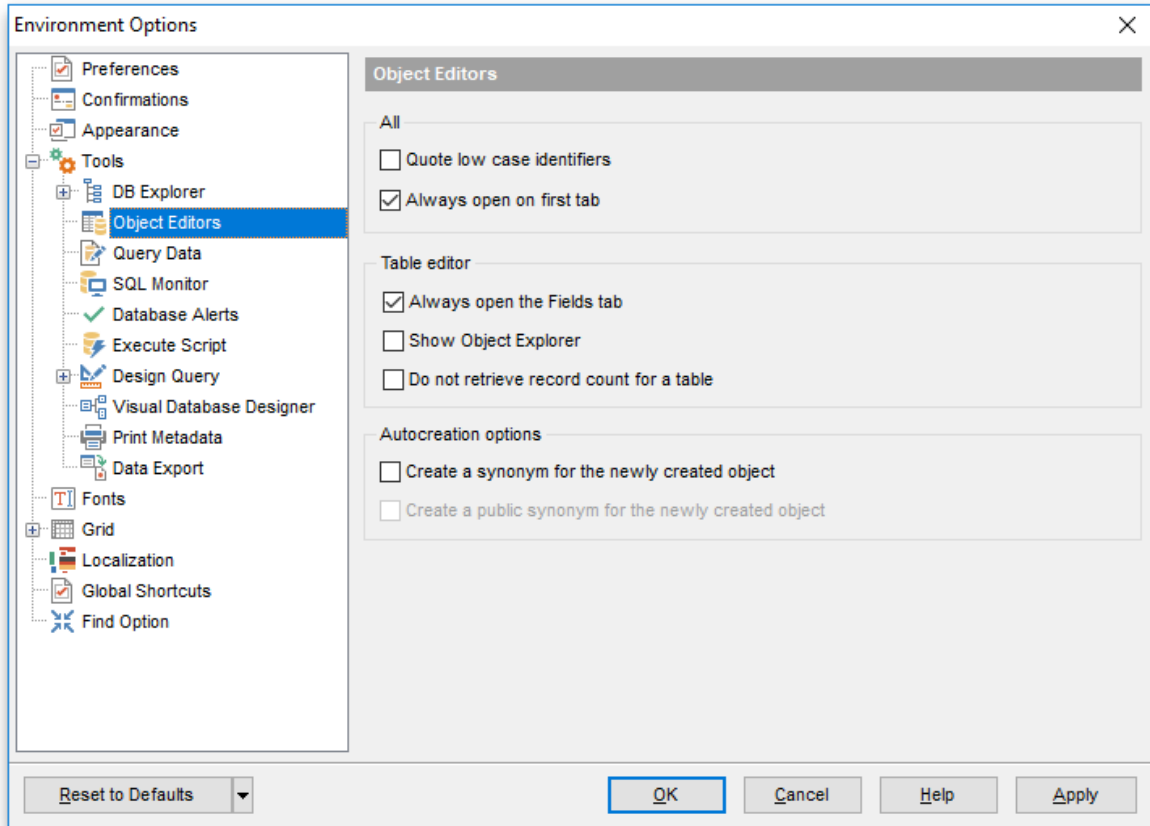 Environment Options
Preferences
Confirmations
Appearance
Tools
DB Explorer
Object Editors
Query Data
SQL Monitor
Database Alerts
Execute Script
Design Query
Visual Database Designer
Print Metadata
Data Export
Fonts
Grid
Localization
Global Shortcuts
Find Option
Object Editors
All
Quote low case identifiers
Always open on first tab
Table editor
Always open the Fields tab
Show Object Explorer
Do not retrieve record count for a table
Autocreation options
Create a synonym for the newly created object
Create a public synonym for the newly created object
Reset to Defaults
OK
Cancel
Help
Apply